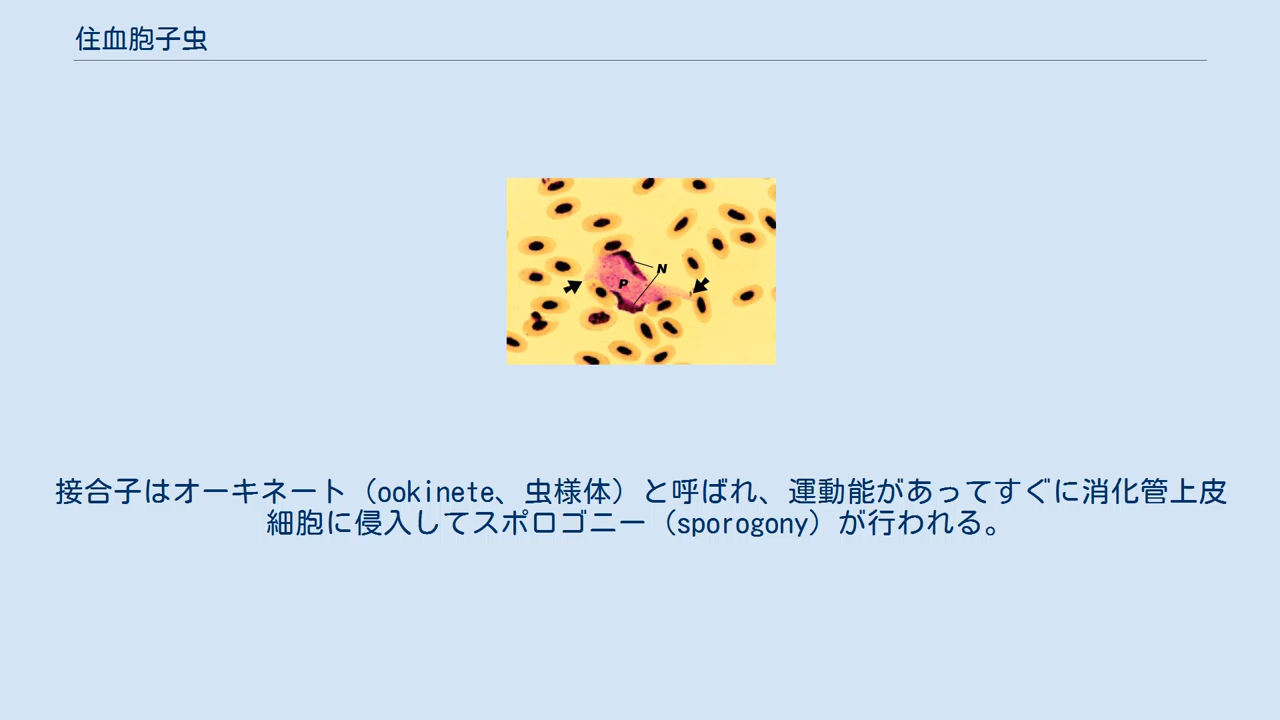 住血胞子虫
N
P
接合子はオーキネート（ookinete、虫様体）と呼ばれ、運動能があってすぐに消化管上皮
細胞に侵入してスポロゴニー（sporogony）が行われる。